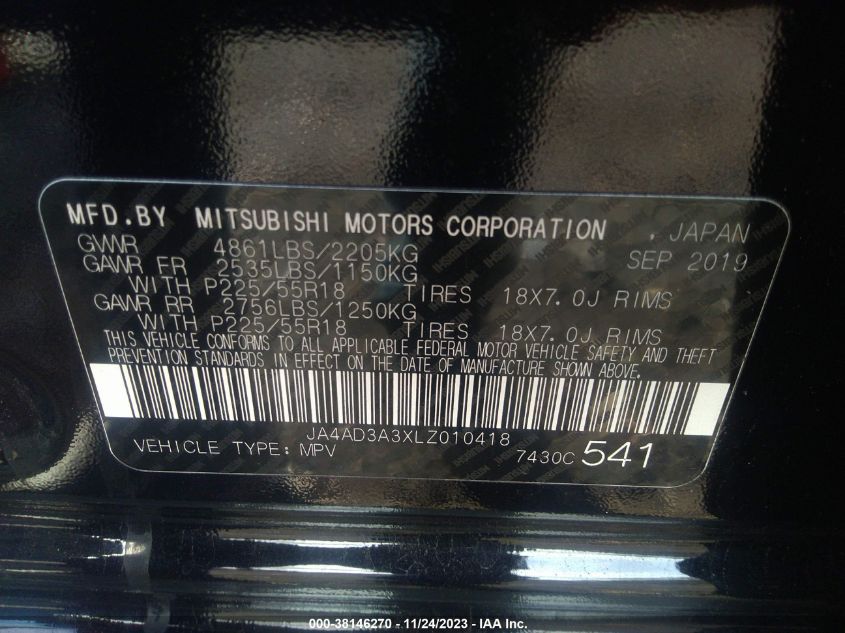 MFD.BY MITSUBISHI MOTORS CORPORATION , JAPAN
GVWR 4861LBS/2205KG SEP 2019
GAWR FR 2535LBS/1150KG
WITH P225/55R18 TIRES 18X7.0J RIMS
GAWR RR 2756LBS/1250KG
WITH P225/55R18 TIRES 18X7.0J RIMS
THIS VEHICLE CONFORMS TO ALL APPLICABLE FEDERAL MOTOR VEHICLE SAFETY AND THEFT
PREVENTION STANDARDS IN EFFECT ON THE DATE OF MANUFACTURE SHOWN ABOVE.
JA4AD3A3XLZ010418
VEHICLE TYPE: MPV 7430C 541
000-38146270 - 11/24/2023 - IAA Inc.